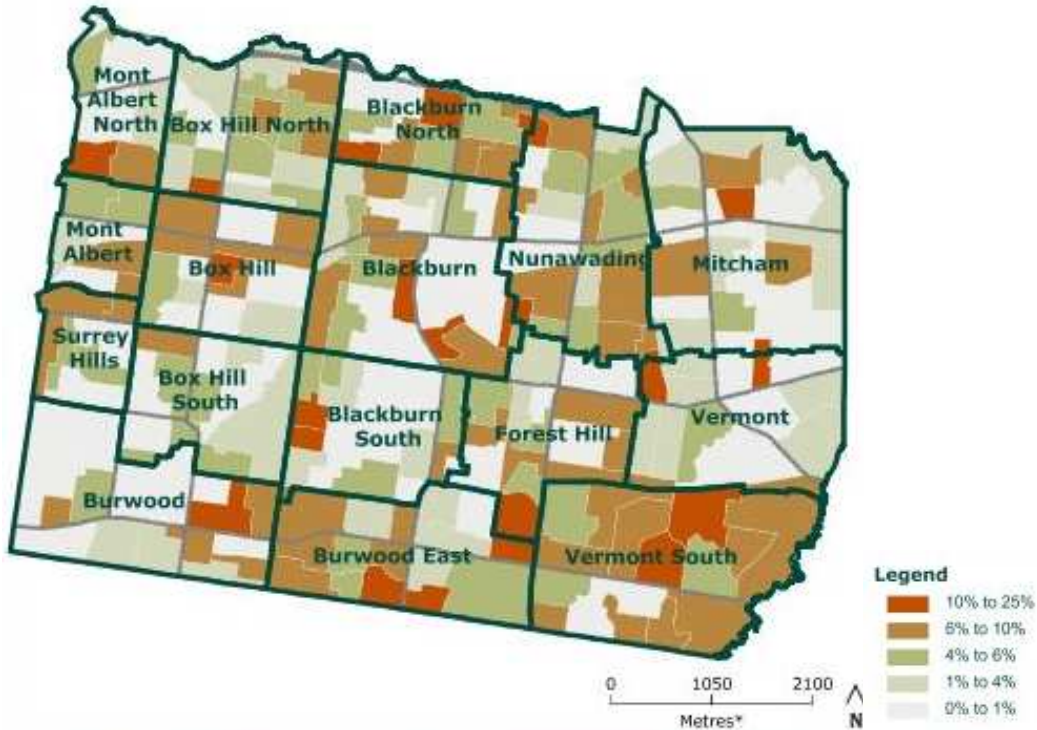 Mont
Albert
North
Box Hill North
Blackburn
North
Mont
Albert
Box Hill
Blackburn
Nunawading
Mitcham
Surrey
Hills
Box Hill
South
Blackburn
South
Forest Hill
Vermont
Burwood
Burwood East
Vermont South
Legend
10% to 25%
6% to 10%
4% to 6%
1% to 4%
0% to 1%
0 1050 2100
Metres*
N